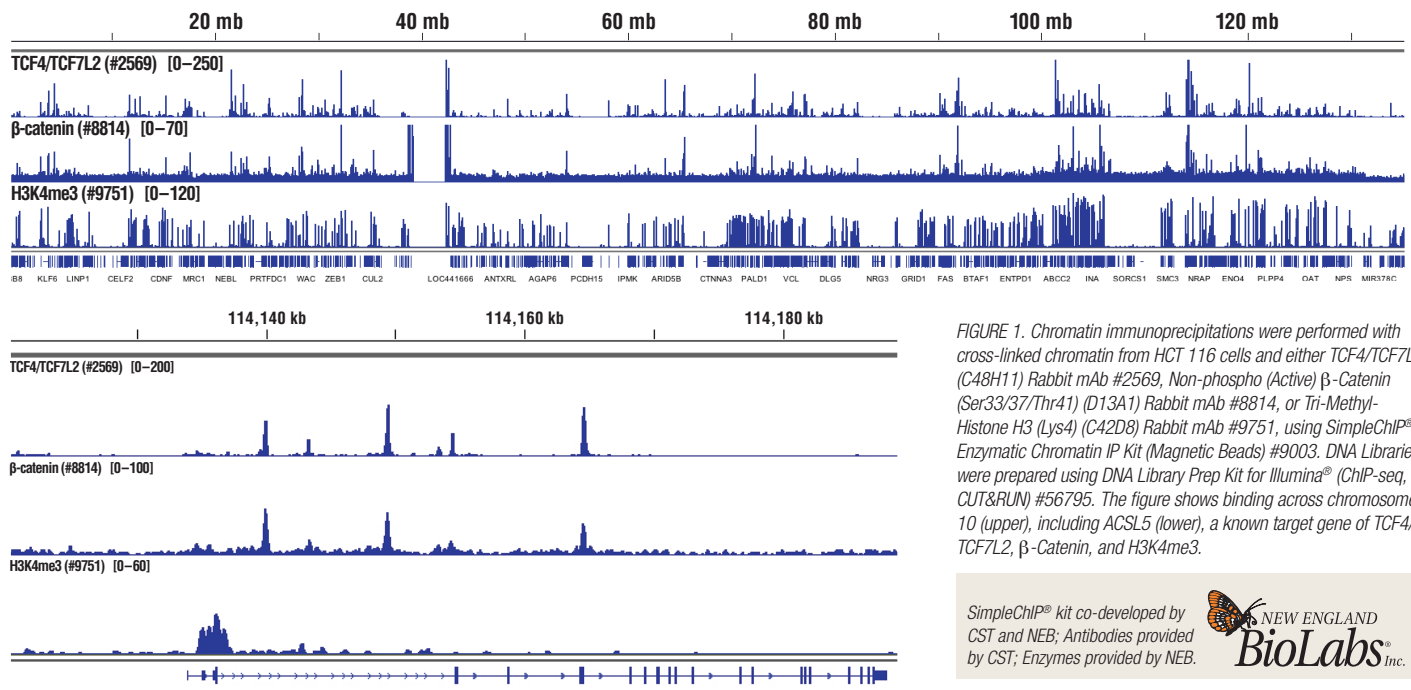 20 mb 40 mb 60 mb 80 mb 100 mb 120 mb
TCF4/TCF7L2 (#2569) [0–250]
β-catenin (#8814) [0–70]
H3K4me3 (#9751) [0–120]
IB8 KLF6 LINP1 CELF2 CDNF MRC1 NEBL PRTFDC1 WAC ZEB1 CUL2 LOC441666 ANTXRL AGAP6 PCDH15 IPMK ARID5B CTNNA3 PALD1 VCL DLG5 NRG3 GRID1 FAS BTAF1 ENTPD1 ABCC2 INA SORCS1 SMC3 NRAP ENO4 PLPP4 OAT NPS MIR378C
114,140 kb 114,160 kb 114,180 kb
TCF4/TCF7L2 (#2569) [0–200]
β-catenin (#8814) [0–100]
H3K4me3 (#9751) [0–60]
FIGURE 1. Chromatin immunoprecipitations were performed with
cross-linked chromatin from HCT 116 cells and either TCF4/TCF7L
(C48H11) Rabbit mAb #2569, Non-phospho (Active) β-Catenin
(Ser33/37/Thr41) (D13A1) Rabbit mAb #8814, or Tri-Methyl-
Histone H3 (Lys4) (C42D8) Rabbit mAb #9751, using SimpleChIP®
Enzymatic Chromatin IP Kit (Magnetic Beads) #9003. DNA Librarie
were prepared using DNA Library Prep Kit for Illumina® (ChIP-seq,
CUT&RUN) #56795. The figure shows binding across chromosome
10 (upper), including ACSL5 (lower), a known target gene of TCF4/
TCF7L2, β-Catenin, and H3K4me3.
SimpleChIP® kit co-developed by
CST and NEB; Antibodies provided
by CST; Enzymes provided by NEB.
NEW ENGLAND
BioLabs® Inc.